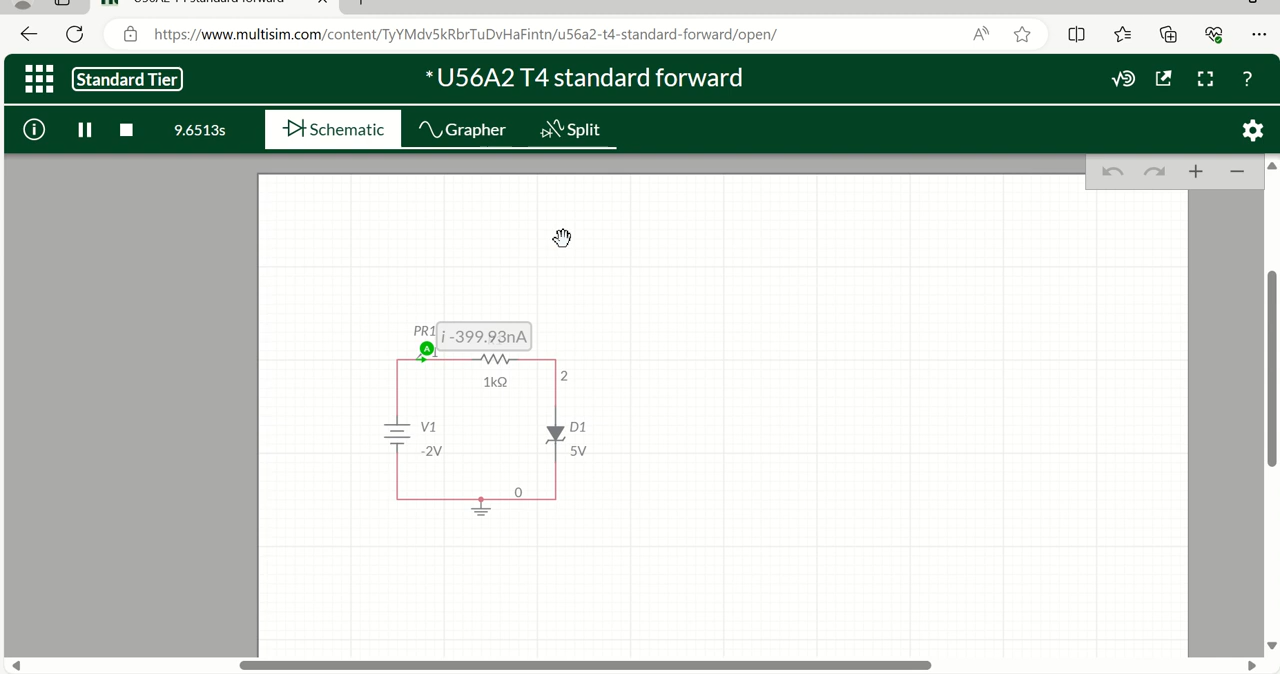 https://www.multisim.com/content/TyYMdv5kRbrTuDvHaFintn/u56a2-t4-standard-forward/open/
Standard Tier
* U56A2 T4 standard forward
?
9.6513s
Schematic
Grapher
Split
PR1
i -399.93nA
A
1
1kΩ
2
V1
-2V
D1
5V
0